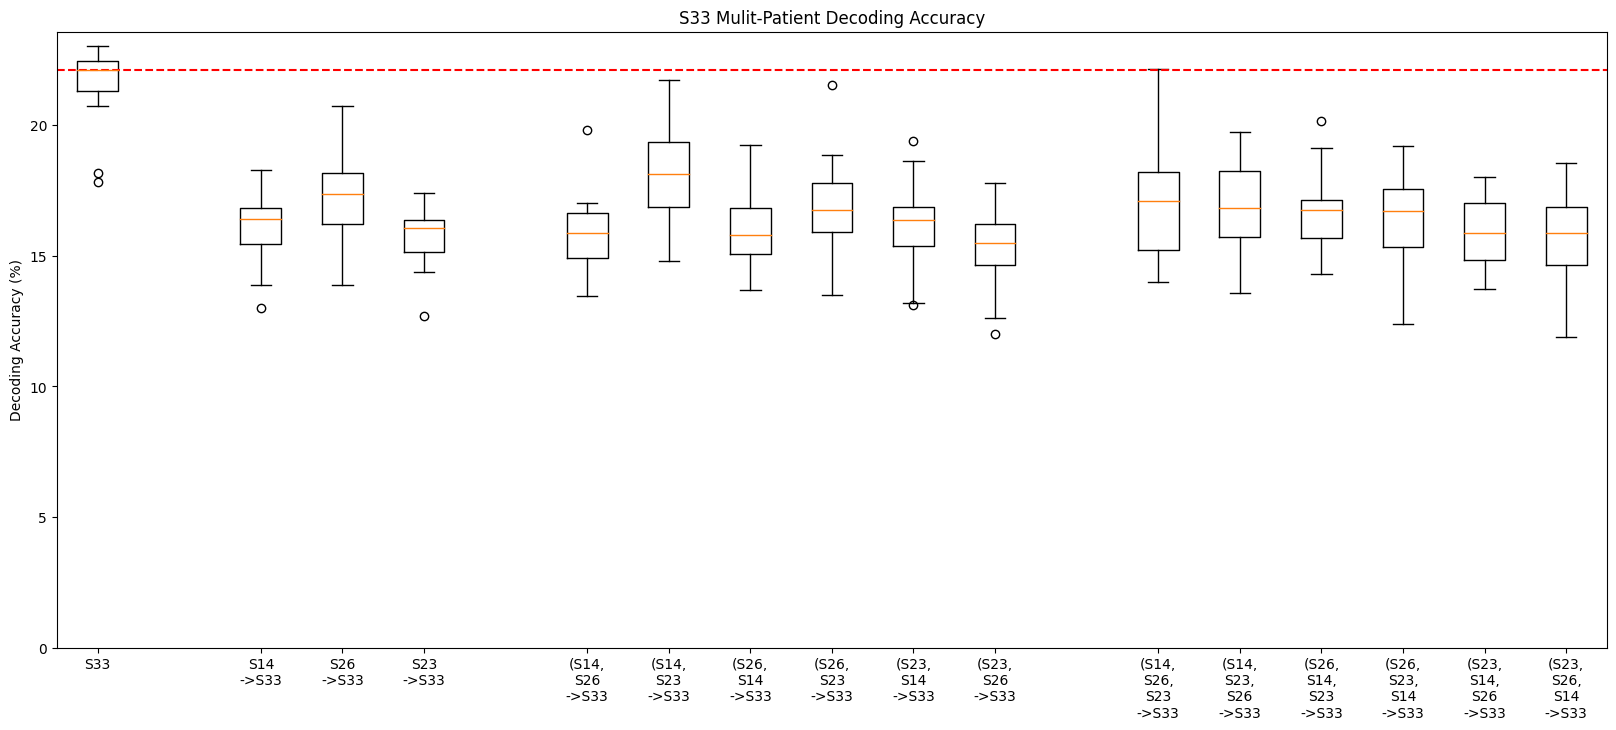 S33 Mulit-Patient Decoding Accuracy
Decoding Accuracy (%)
20
15
10
5
0
S33
S14
->S33
S26
->S33
S23
->S33
(S14,
S26
->S33
(S14,
S23
->S33
(S26,
S14
->S33
(S26,
S23
->S33
(S23,
S14
->S33
(S23,
S26
->S33
(S14,
S26,
S23
->S33
(S14,
S23,
S26
->S33
(S26,
S14,
S23
->S33
(S26,
S23,
S14
->S33
(S23,
S14,
S26
->S33
(S23,
S26,
S14
->S33